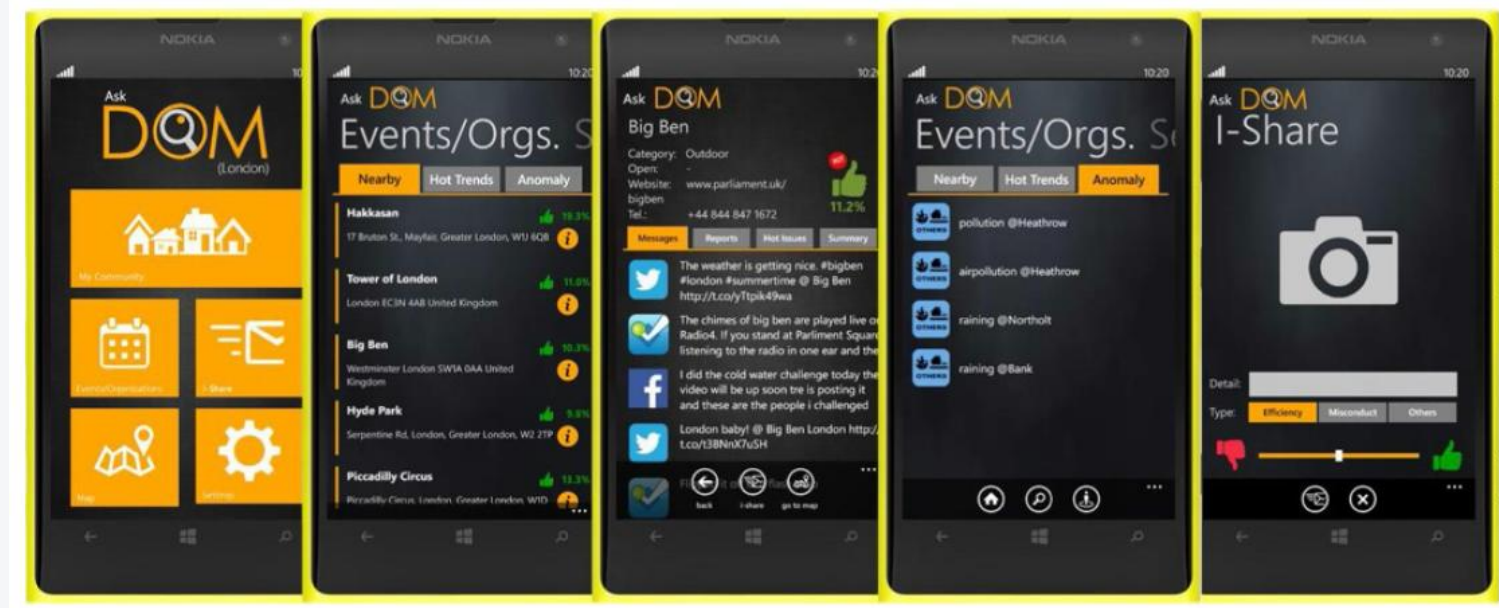 NOKIA
10
Ask
DOM
(London)
My Community
Events/Organisations
I-Share
Map
Settings
NOKIA
10:20
Ask DOM
Events/Orgs. S
Nearby
Hot Trends
Anomaly
Hakkasan
19.3%
17 Bruton St., Mayfair, Greater London, W1J 6QB
Tower of London
11.0%
London EC3N 4AB United Kingdom
Big Ben
10.3%
Westminster London SW1A 0AA United
Kingdom
Hyde Park
9.8%
Serpentine Rd, London, Greater London, W2 2TP
Piccadilly Circus
13.3%
Piccadilly Circus, London, Greater London, W1D
NOKIA
10:2
Ask DOM
Big Ben
Category: Outdoor
Open: -
Website: www.parliament.uk/
bigben
Tel.: +44 844 847 1672
HOT
11.2%
Messages
Reports
Hot Issues
Summary
The weather is getting nice. #bigben
#london #summertime @ Big Ben
http://t.co/yTtpik49wa
The chimes of big ben are played live on
Radio4. If you stand at Parliment Square
listening to the radio in one ear and the
I did the cold water challenge today the
video will be up soon tre is posting it
and these are the people i challenged
London baby! @ Big Ben London http:/
t.co/t3BNnX7uSH
back
i-share
go to map
NOKIA
10:20
Ask DOM
Events/Orgs. Se
Nearby
Hot Trends
Anomaly
OTHERS
pollution @Heathrow
OTHERS
airpollution @Heathrow
OTHERS
raining @Northolt
OTHERS
raining @Bank
NOKIA
10:20
Ask DOM
I-Share
Detail:
Type:
Efficiency
Misconduct
Others